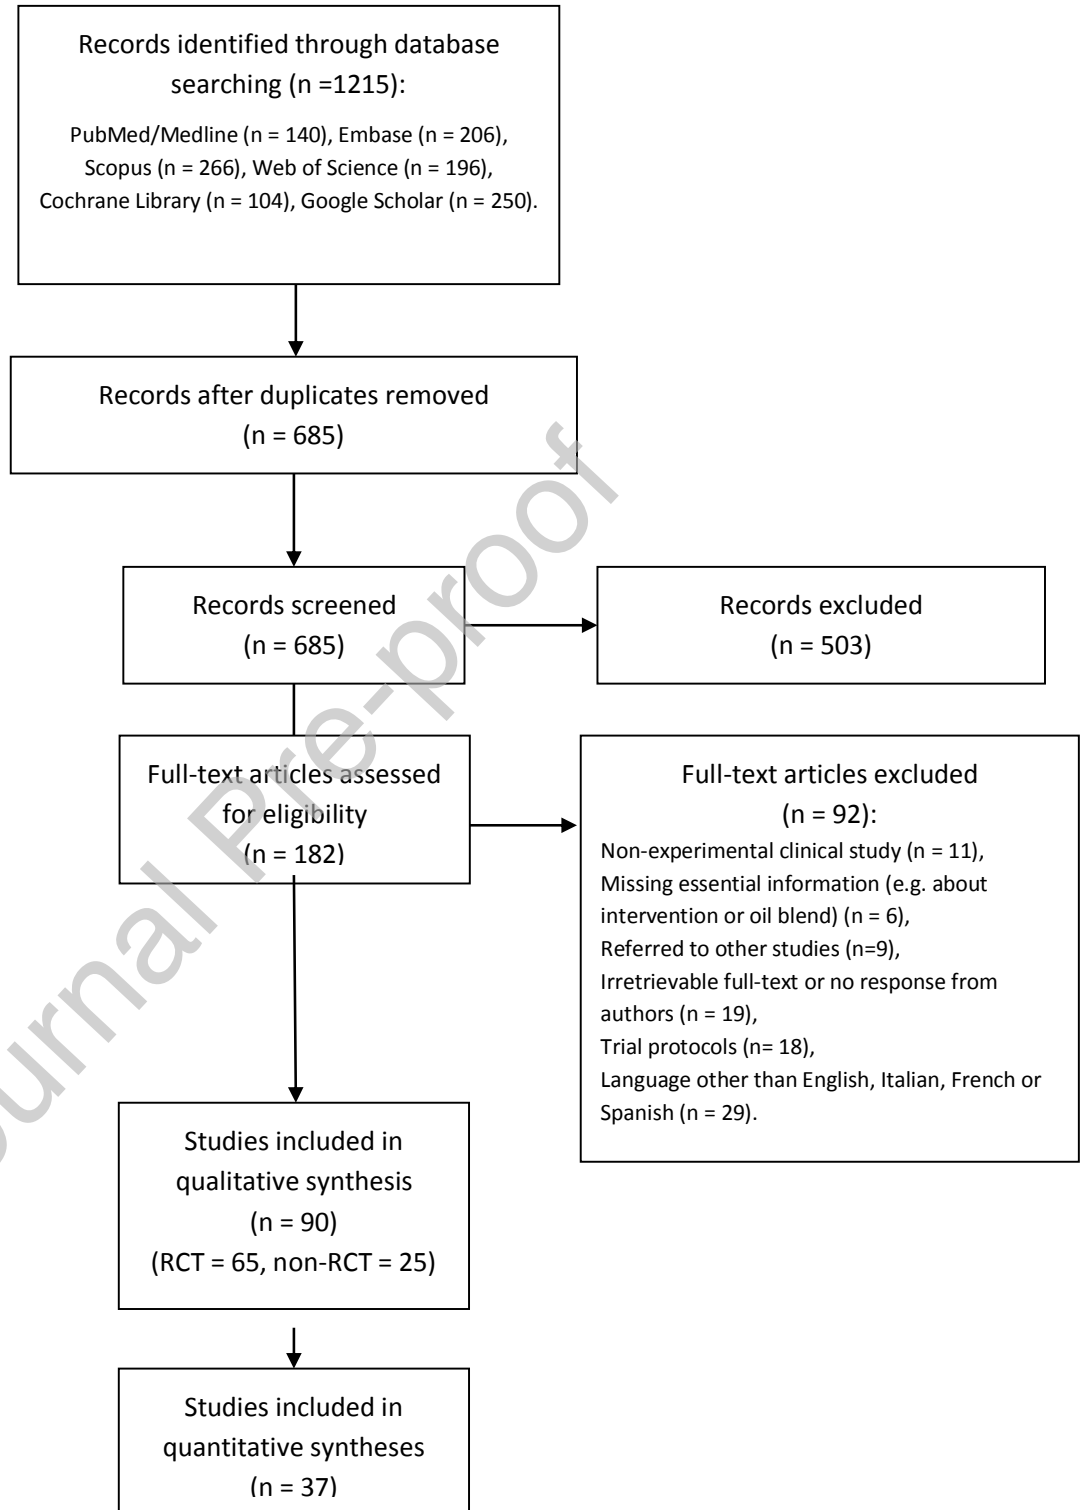 Records identified through database
searching (n =1215):
PubMed/Medline (n = 140), Embase (n = 206),
Scopus (n = 266), Web of Science (n = 196),
Cochrane Library (n = 104), Google Scholar (n = 250).
Records after duplicates removed
(n = 685)
Records screened
(n = 685)
Records excluded
(n = 503)
Full-text articles assessed
for eligibility
(n = 182)
Full-text articles excluded
(n = 92):
Non-experimental clinical study (n = 11),
Missing essential information (e.g. about
intervention or oil blend) (n = 6),
Referred to other studies (n=9),
Irretrievable full-text or no response from
authors (n = 19),
Trial protocols (n= 18),
Language other than English, Italian, French or
Spanish (n = 29).
Studies included in
qualitative synthesis
(n = 90)
(RCT = 65, non-RCT = 25)
Studies included in
quantitative syntheses
(n = 37)
ournal Pre-proof